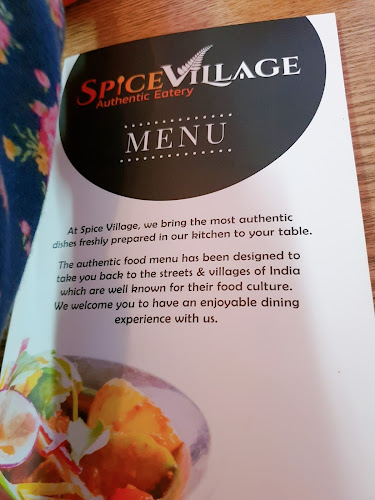 SPICEVILLAGE
Authentic Eatery
MENU
At Spice Village, we bring the most authentic
dishes freshly prepared in our kitchen to your table.
The authentic food menu has been designed to
take you back to the streets & villages of India
which are well known for their food culture.
We welcome you to have an enjoyable dining
experience with us.